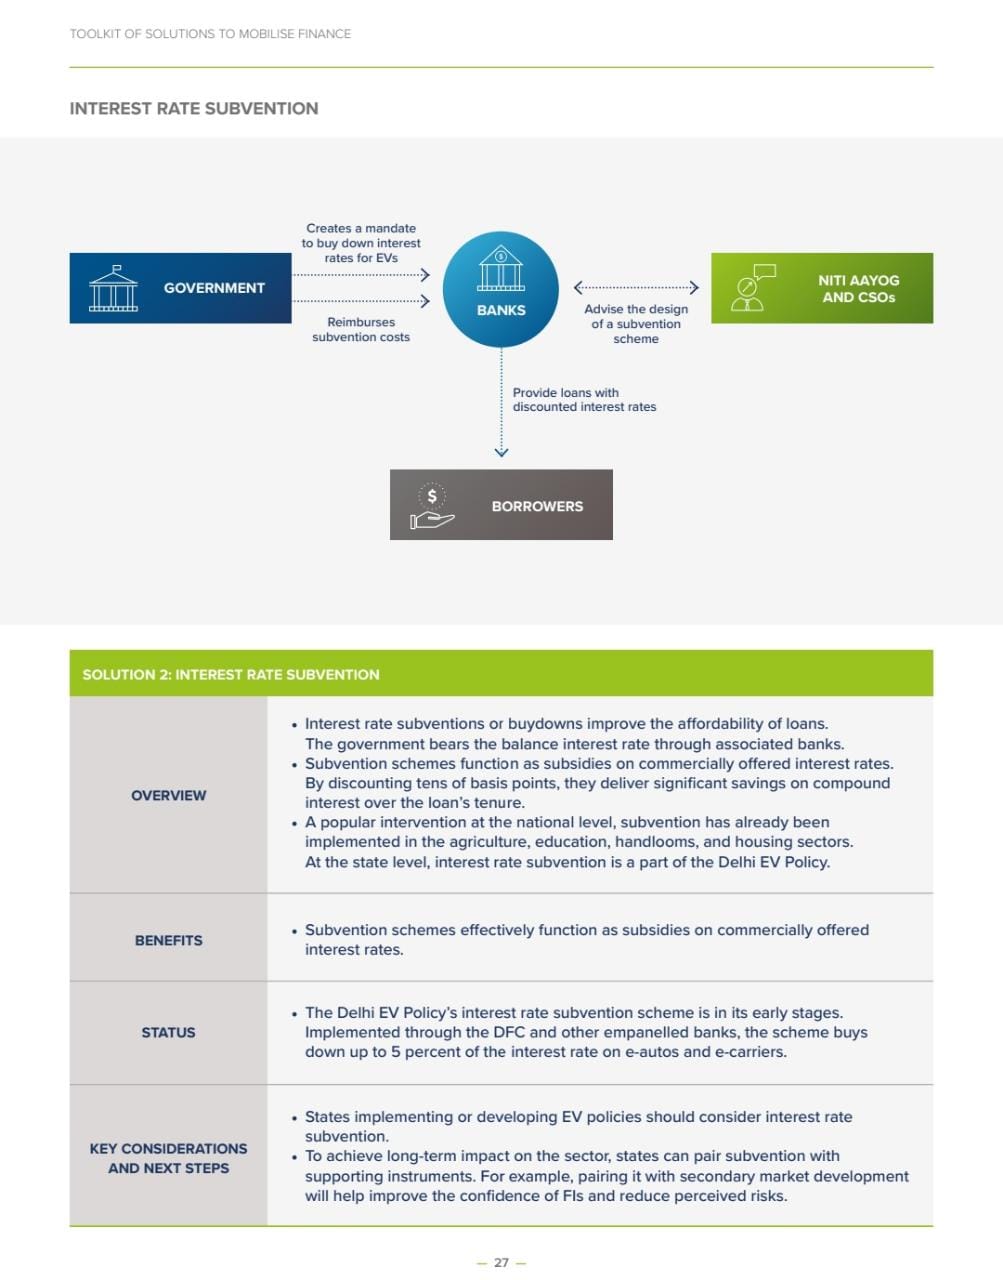 TOOLKIT OF SOLUTIONS TO MOBILISE FINANCE
INTEREST RATE SUBVENTION
Creates a mandate
to buy down interest
rates for EVs
GOVERNMENT
Reimburses
subvention costs
$
BANKS
Advise the design
of a subvention
scheme
NITI AAYOG
AND CSOs
Provide loans with
discounted interest rates
$
BORROWERS
SOLUTION 2: INTEREST RATE SUBVENTION
OVERVIEW
• Interest rate subventions or buydowns improve the affordability of loans.
The government bears the balance interest rate through associated banks.
• Subvention schemes function as subsidies on commercially offered interest rates.
By discounting tens of basis points, they deliver significant savings on compound
interest over the loan's tenure.
• A popular intervention at the national level, subvention has already been
implemented in the agriculture, education, handlooms, and housing sectors.
At the state level, interest rate subvention is a part of the Delhi EV Policy.
BENEFITS
• Subvention schemes effectively function as subsidies on commercially offered
interest rates.
STATUS
• The Delhi EV Policy's interest rate subvention scheme is in its early stages.
Implemented through the DFC and other empanelled banks, the scheme buys
down up to 5 percent of the interest rate on e-autos and e-carriers.
KEY CONSIDERATIONS
AND NEXT STEPS
• States implementing or developing EV policies should consider interest rate
subvention.
• To achieve long-term impact on the sector, states can pair subvention with
supporting instruments. For example, pairing it with secondary market development
will help improve the confidence of FIs and reduce perceived risks.
— 27 —